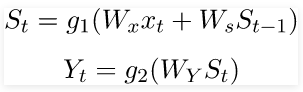 S_t = g_1(W_x x_t + W_s S_{t-1})
Y_t = g_2(W_Y S_t)